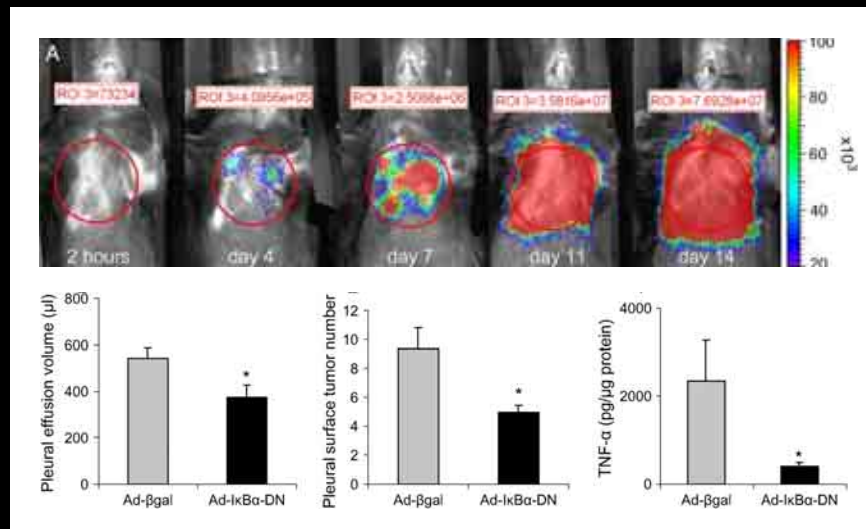 A
ROI 3=73234
ROI 3=4.0956e+05
ROI 3=2.5066e+06
ROI 3=3.5816e+07
ROI 3=7.6928e+07
2 hours
day 4
day 7
day 11
day 14
100
80
60
40
20
x10³
Pleural effusion volume (μl)
800
600
400
200
0
*
Ad-βgal
Ad-IκBα-DN
Pleural surface tumor number
12
10
8
6
4
2
0
*
Ad-βgal
Ad-IκBα-DN
TNF-α (pg/μg protein)
4000
2000
0
*
Ad-βgal
Ad-IκBα-DN